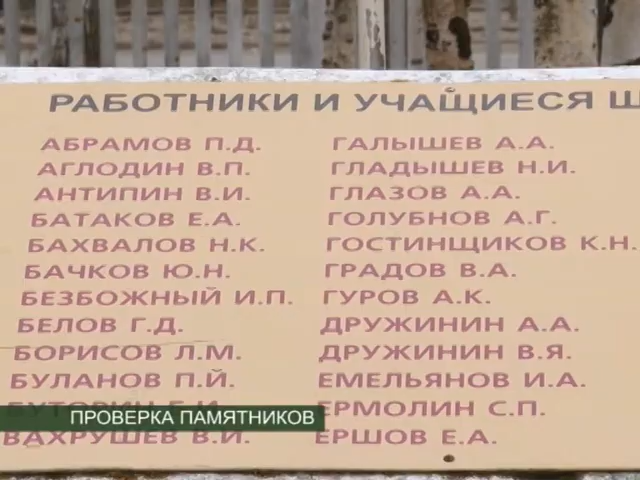 РАБОТНИКИ И УЧАЩИЕСЯ Ш
АБРАМОВ П.Д.
АГЛОДИН В.П.
АНТИПИН В.И.
БАТАКОВ Е.А.
БАХВАЛОВ Н.К.
БАЧКОВ Ю.Н.
БЕЗБОЖНЫЙ И.П.
БЕЛОВ Г.Д.
БОРИСОВ Л.М.
БУЛАНОВ П.Й.
ВАХРУШЕВ В.И.
ГАЛЫШЕВ А.А.
ГЛАДЫШЕВ Н.И.
ГЛАЗОВ А.А.
ГОЛУБНОВ А.Г.
ГОСТИНЩИКОВ К.Н.
ГРАДОВ В.А.
ГУРОВ А.К.
ДРУЖИНИН А.А.
ДРУЖИНИН В.Я.
ЕМЕЛЬЯНОВ И.А.
ЕРМОЛИН С.П.
ЕРШОВ Е.А.
ПРОВЕРКА ПАМЯТНИКОВ